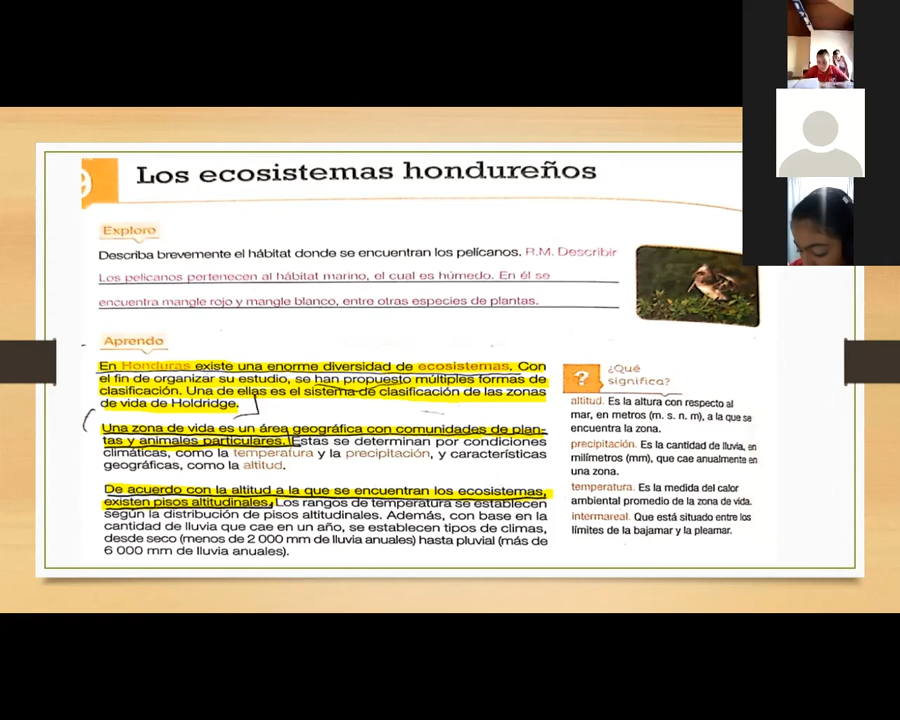 9
Los ecosistemas hondureños
Exploro
Describa brevemente el hábitat donde se encuentran los pelícanos. R.M. Describir
Los pelícanos pertenecen al hábitat marino, el cual es húmedo. En él se
encuentra mangle rojo y mangle blanco, entre otras especies de plantas.
Aprendo
En Honduras existe una enorme diversidad de ecosistemas. Con
el fin de organizar su estudio, se han propuesto múltiples formas de
clasificación. Una de ellas es el sistema de clasificación de las zonas
de vida de Holdridge.
Una zona de vida es un área geográfica con comunidades de plan-
tas y animales particulares. Estas se determinan por condiciones
climáticas, como la temperatura y la precipitación, y características
geográficas, como la altitud.
De acuerdo con la altitud a la que se encuentran los ecosistemas,
existen pisos altitudinales. Los rangos de temperatura se establecen
según la distribución de pisos altitudinales. Además, con base en la
cantidad de lluvia que cae en un año, se establecen tipos de climas,
desde seco (menos de 2 000 mm de lluvia anuales) hasta pluvial (más de
6 000 mm de lluvia anuales).
?
¿Qué
significa?
altitud. Es la altura con respecto al
mar, en metros (m. s. n. m), a la que se
encuentra la zona.
precipitación. Es la cantidad de lluvia, en
milímetros (mm), que cae anualmente en
una zona.
temperatura. Es la medida del calor
ambiental promedio de la zona de vida.
intermareal. Que está situado entre los
límites de la bajamar y la pleamar.